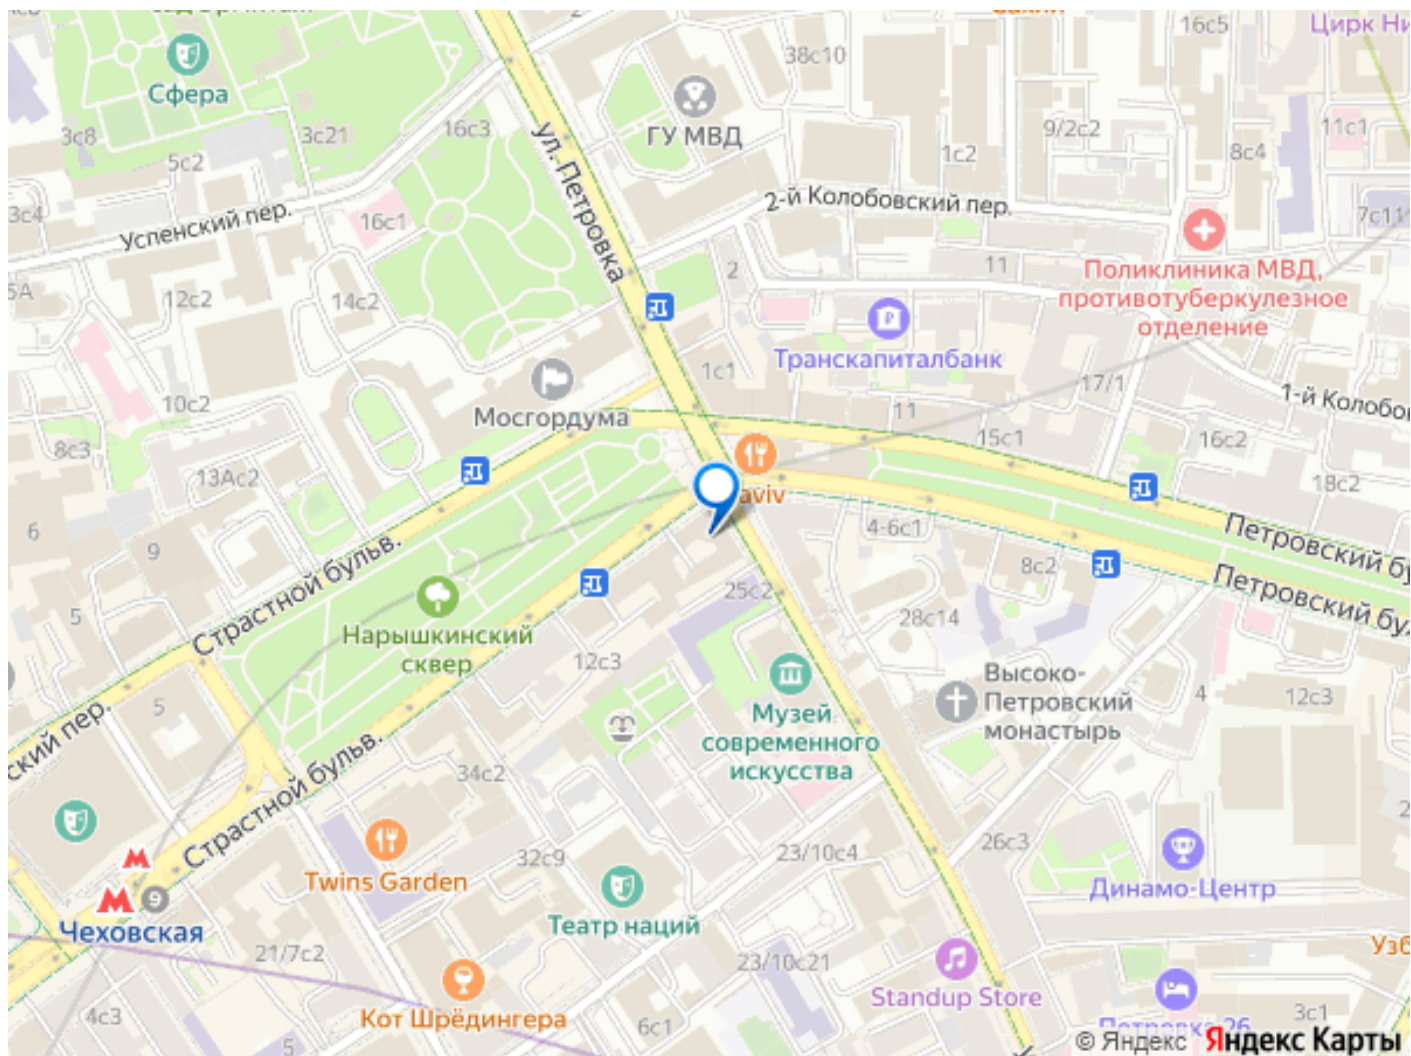 16с5
Цирк Ни
38с10
Сфера
3с8
3с21
16с3
ГУ МВД
9/2с2
11с1
5с2
1с2
8с4
ул. Петровка
2-й Колобовский пер.
3с4
Успенский пер.
16с1
7с11
2
11
Поликлиника МВД,
противотуберкулезное
отделение
5А
12с2
14с2
Транскапиталбанк
1с1
17/1
1-й Колобов
10с2
Мосгордума
11
15с1
16с2
8с3
13Ас2
18с2
aviv
6
9
Страстной бульв.
4-6с1
Петровский бу
8с2
Петровский бул
25с2
5
Нарышкинский
сквер
28с14
12с3
Высоко-
Петровский
монастырь
4
12с3
5
ский пер.
Музей
современного
искусства
34с2
Страстной бульв.
26с3
23/10с4
32с9
Twins Garden
Динамо-Центр
9
Чеховская
Театр наций
21/7с2
23/10с21
Узб
Standup Store
Кот Шрёдингера
4с3
6с1
3с1
5
Петровка 26
© Яндекс Яндекс Карты